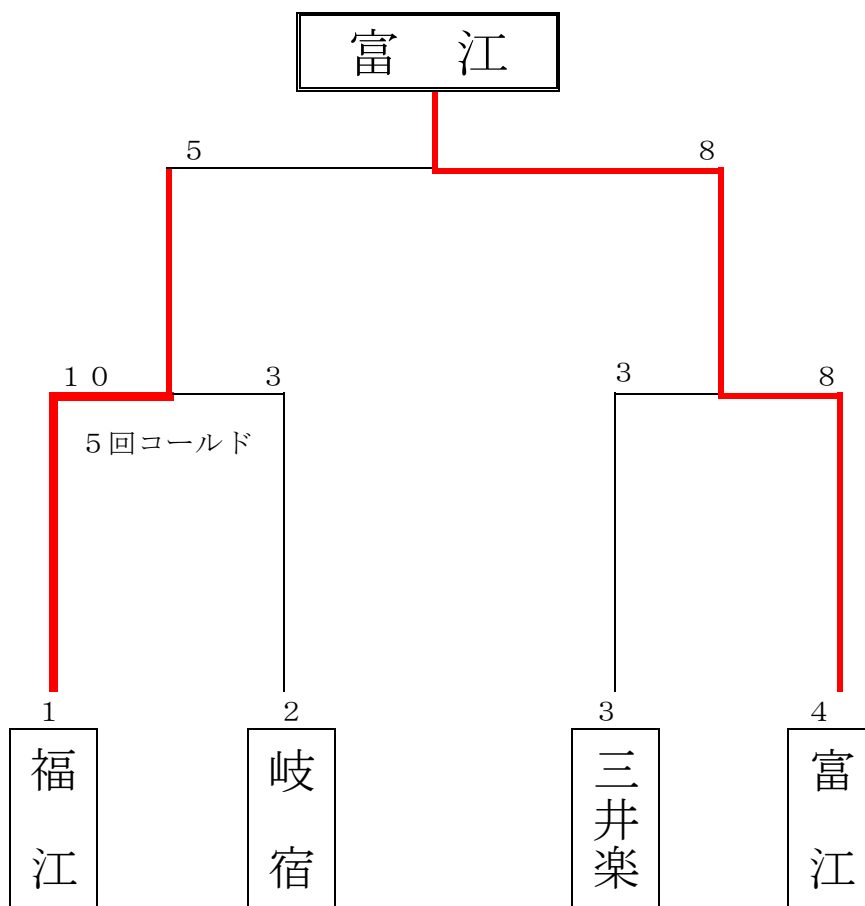 富江
５ ８
１０ ３ ３ ８
５回コールド
１ ２ ３ ４
福江 岐宿 三井楽 富江